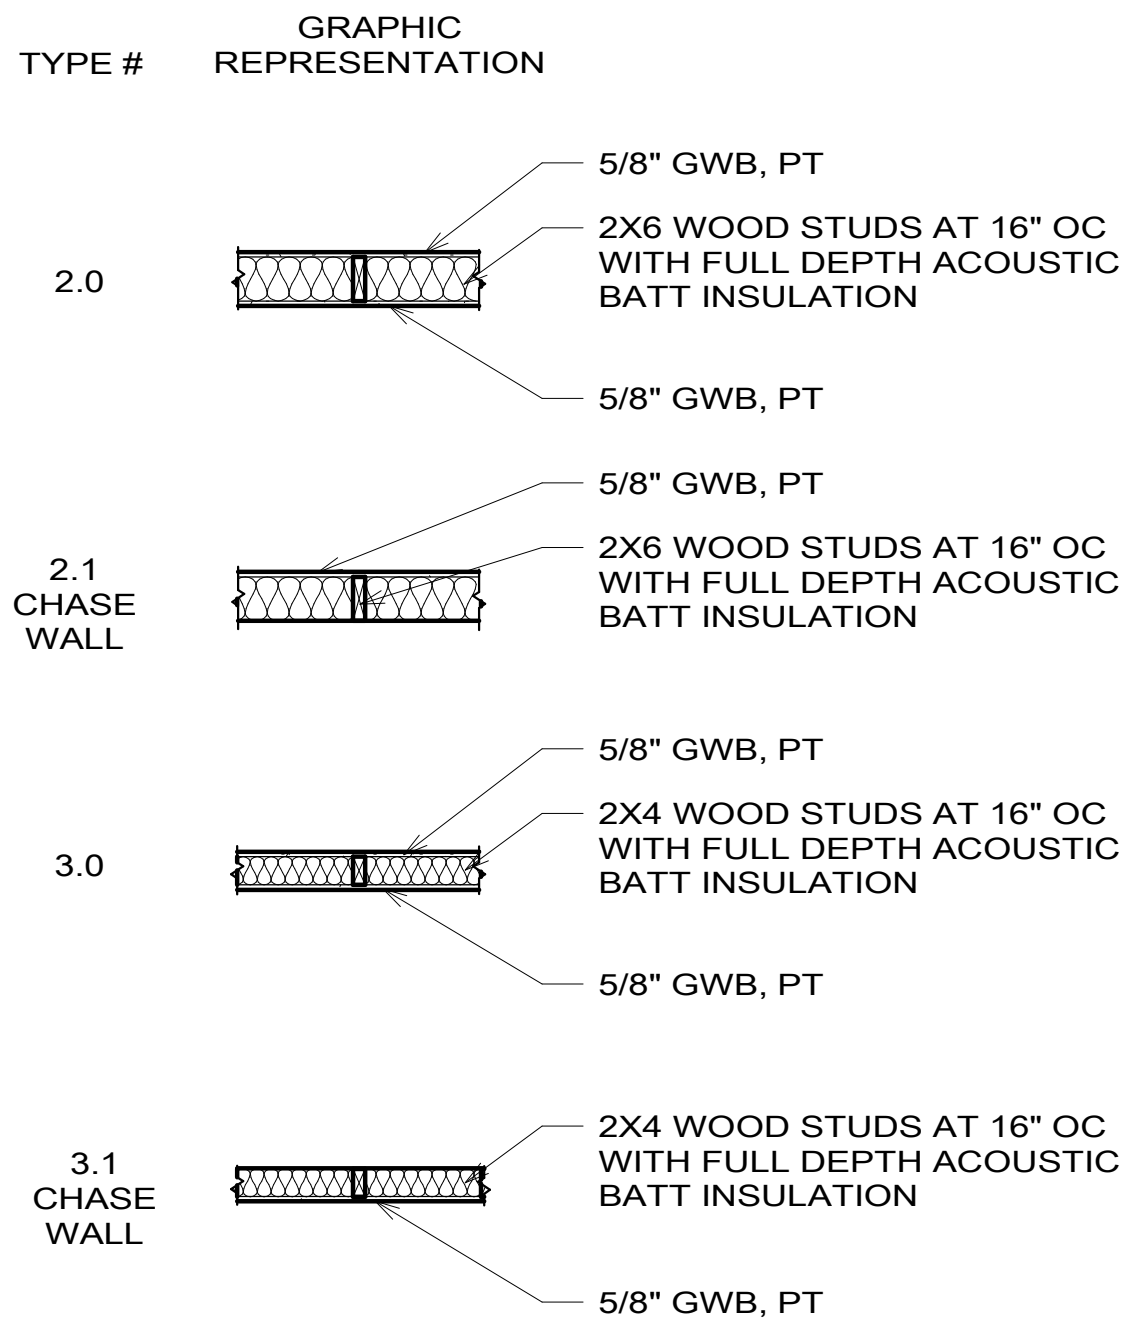 GRAPHIC
TYPE # REPRESENTATION
5/8" GWB, PT
2X6 WOOD STUDS AT 16" OC
WITH FULL DEPTH ACOUSTIC
BATT INSULATION
2.0
5/8" GWB, PT
5/8" GWB, PT
2X6 WOOD STUDS AT 16" OC
WITH FULL DEPTH ACOUSTIC
BATT INSULATION
2.1
CHASE
WALL
5/8" GWB, PT
2X4 WOOD STUDS AT 16" OC
WITH FULL DEPTH ACOUSTIC
BATT INSULATION
3.0
5/8" GWB, PT
2X4 WOOD STUDS AT 16" OC
WITH FULL DEPTH ACOUSTIC
BATT INSULATION
3.1
CHASE
WALL
5/8" GWB, PT